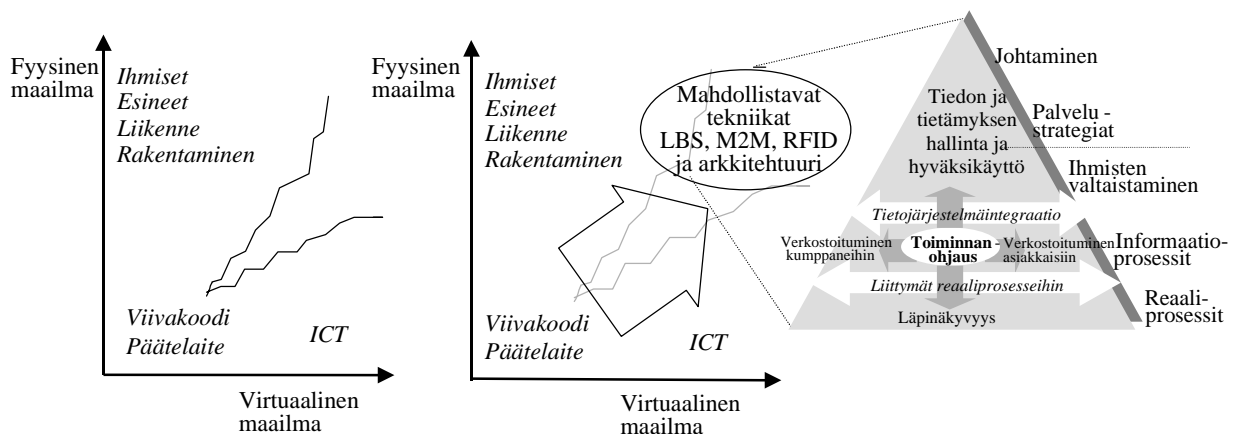 Fyysinen
maailma
Ihmiset
Esineet
Liikenne
Rakentaminen
Viivakoodi
Päätelaite
ICT
Virtuaalinen
maailma
Fyysinen
maailma
Ihmiset
Esineet
Liikenne
Rakentaminen
Mahdollistavat
tekniikat
LBS, M2M, RFID
ja arkkitehtuuri
Viivakoodi
Päätelaite
ICT
Virtuaalinen
maailma
Tiedon ja
tietämyksen
hallinta ja
hyväksikäyttö
Tietojärjestelmäintegraatio
Verkostoituminen
kumppaneihin
Toiminnan-
ohjaus
Verkostoituminen
asiakkaisiin
Liittymät reaaliprosesseihin
Läpinäkyvyys
Johtaminen
Palvelu -
strategiat
Ihmisten
valtaistaminen
Informaatio-
prosessit
Reaali-
prosessit